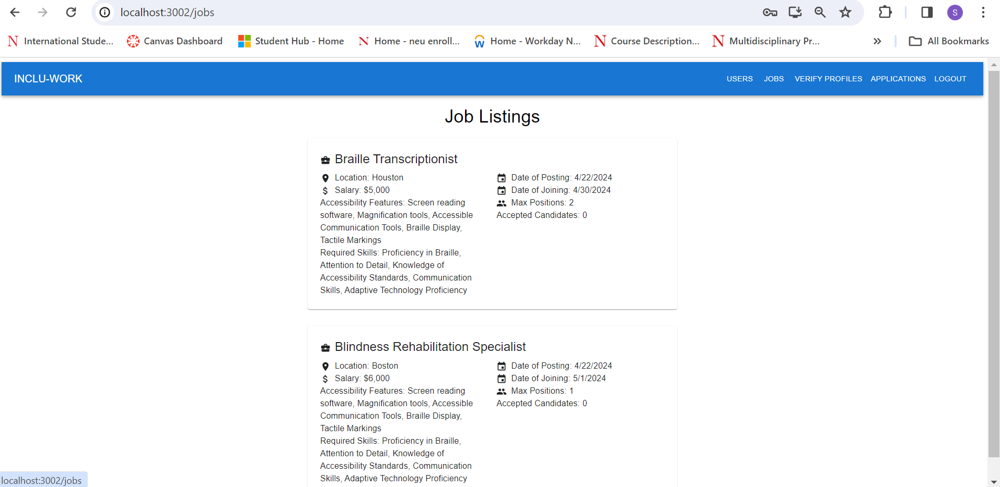 localhost:3002/jobs
International Stude...
Canvas Dashboard
Student Hub - Home
Home - neu enroll...
Home - Workday N...
Course Description...
Multidisciplinary Pr...
All Bookmarks
S
INCLU-WORK
USERS
JOBS
VERIFY PROFILES
APPLICATIONS
LOGOUT
Job Listings
Braille Transcriptionist
Location: Houston
Salary: $5,000
Accessibility Features: Screen reading
software, Magnification tools, Accessible
Communication Tools, Braille Display,
Tactile Markings
Required Skills: Proficiency in Braille,
Attention to Detail, Knowledge of
Accessibility Standards, Communication
Skills, Adaptive Technology Proficiency
Date of Posting: 4/22/2024
Date of Joining: 4/30/2024
Max Positions: 2
Accepted Candidates: 0
Blindness Rehabilitation Specialist
Location: Boston
Salary: $6,000
Accessibility Features: Screen reading
software, Magnification tools, Accessible
Communication Tools, Braille Display,
Tactile Markings
Required Skills: Proficiency in Braille,
Attention to Detail, Knowledge of
Accessibility Standards, Communication
Skills, Adaptive Technology Proficiency
Date of Posting: 4/22/2024
Date of Joining: 5/1/2024
Max Positions: 1
Accepted Candidates: 0
localhost:3002/jobs